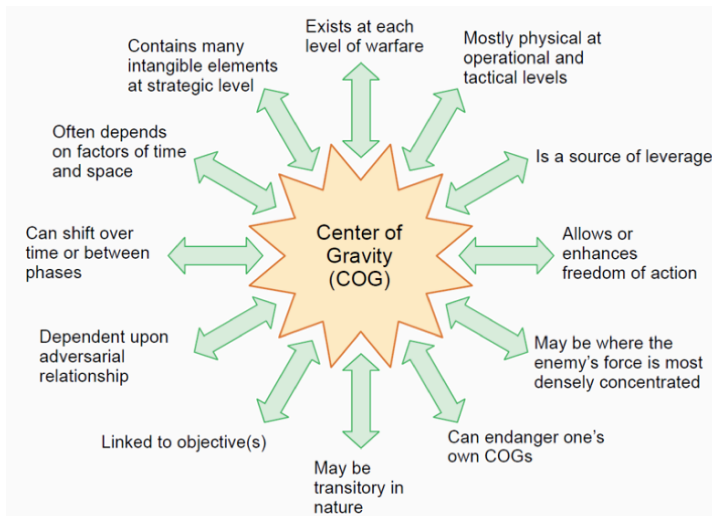 Exists at each
level of warfare
Mostly physical at
operational and
tactical levels
Is a source of leverage
Allows or
enhances
freedom of action
May be where the
enemy's force is most
densely concentrated
Can endanger one's
own COGs
May be
transitory in
nature
Linked to objective(s)
Dependent upon
adversarial
relationship
Can shift over
time or between
phases
Often depends
on factors of time
and space
Contains many
intangible elements
at strategic level
Center of
Gravity
(COG)